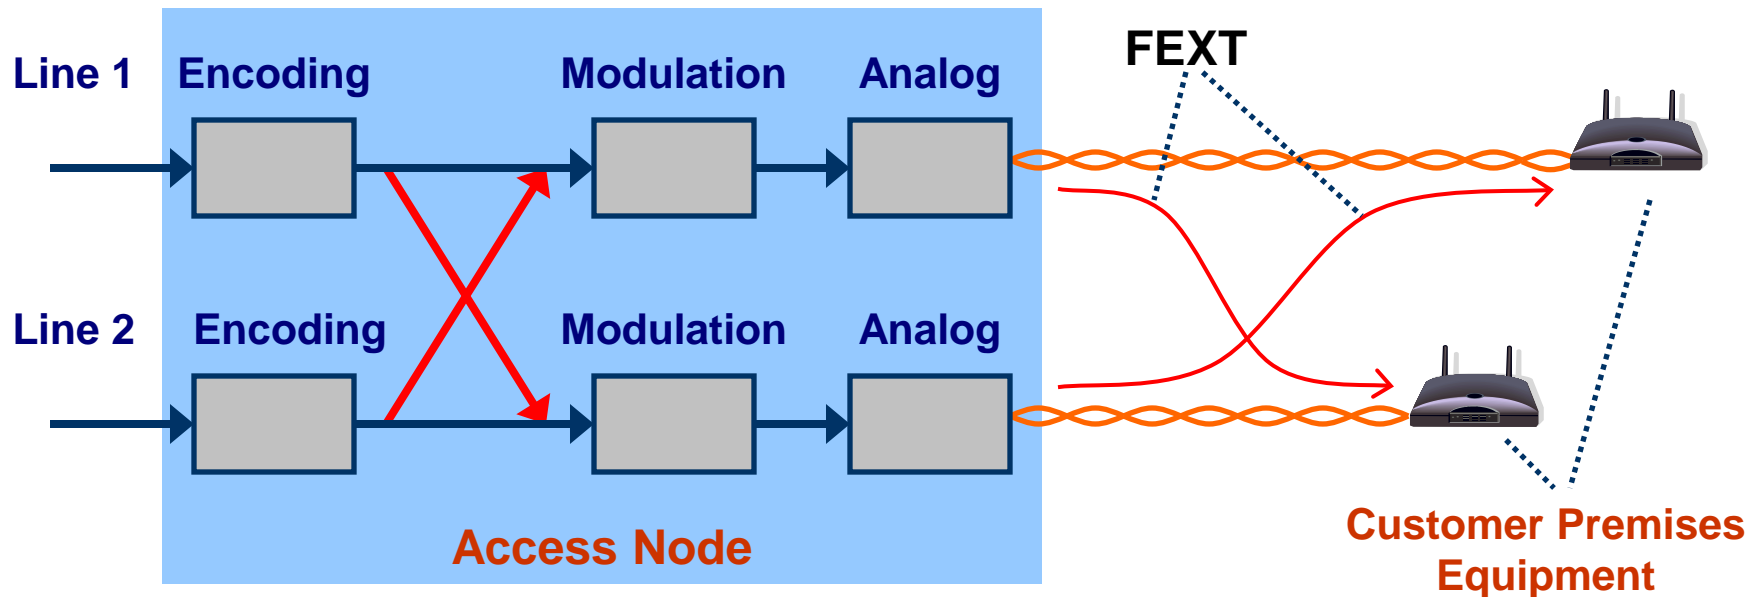 FEXT
Line 1 Encoding Modulation Analog
Line 2 Encoding Modulation Analog
Access Node
Customer Premises
Equipment